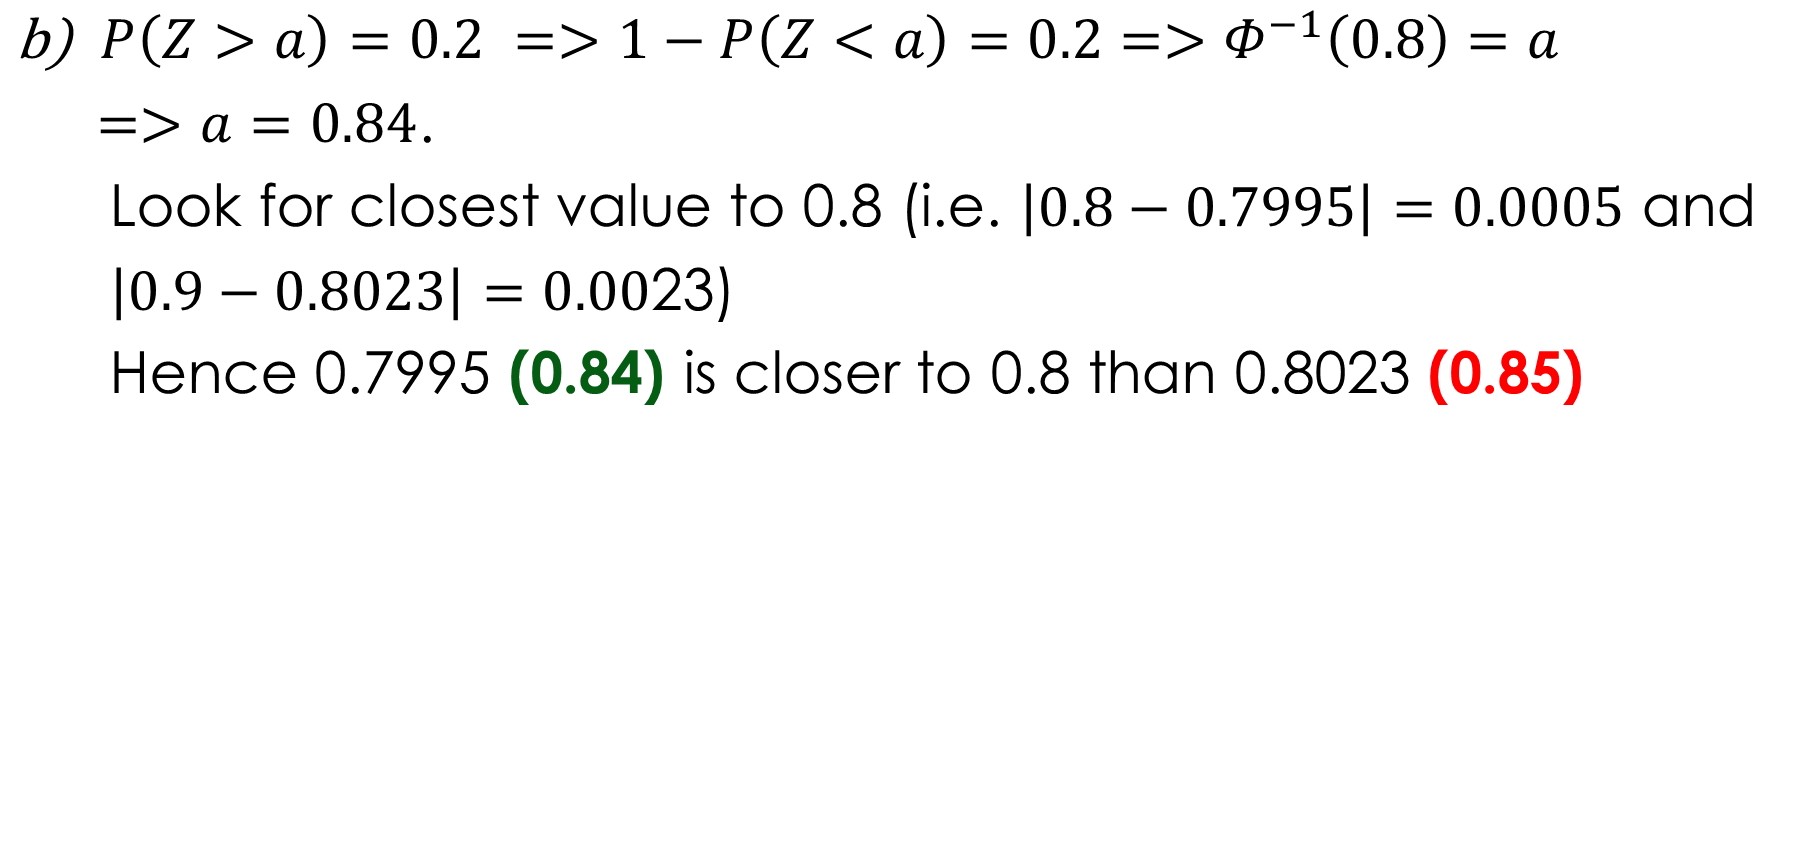 b) P(Z > a) = 0.2 => 1 − P(Z < a) = 0.2 => Φ⁻¹(0.8) = a
=> a = 0.84.
Look for closest value to 0.8 (i.e. |0.8 − 0.7995| = 0.0005 and
|0.9 − 0.8023| = 0.0023)
Hence 0.7995 (0.84) is closer to 0.8 than 0.8023 (0.85)